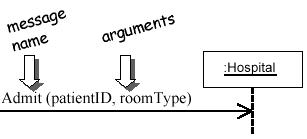 message
name
arguments
:Hospital
Admit (patientID, roomType)